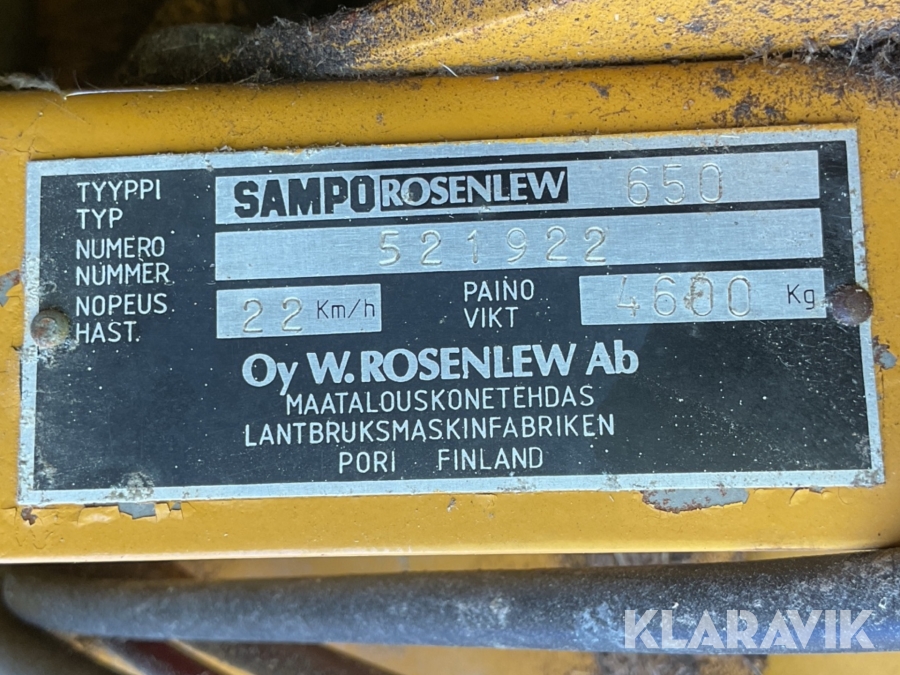 TYYPPI
TYP
SAMPO ROSENLEW 650
NUMERO
NUMMER
521922
NOPEUS
HAST.
22 Km/h
PAINO
VIKT
4600 Kg
Oy W. ROSENLEW Ab
MAATALOUSKONETEHDAS
LANTBRUKSMASKINFABRIKEN
PORI FINLAND
KLARAVIK